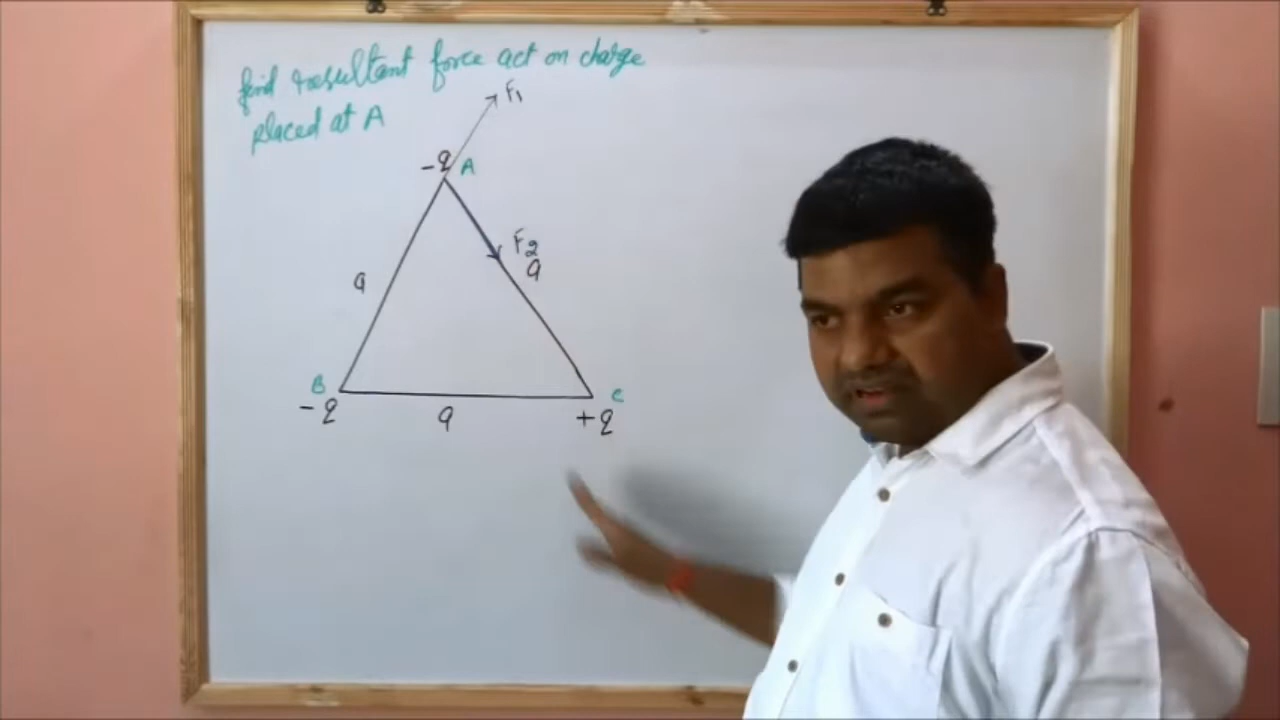 find resultant force act on charge
placed at A
F1
-q A
F2
a
a
B
C
-q
a
+q